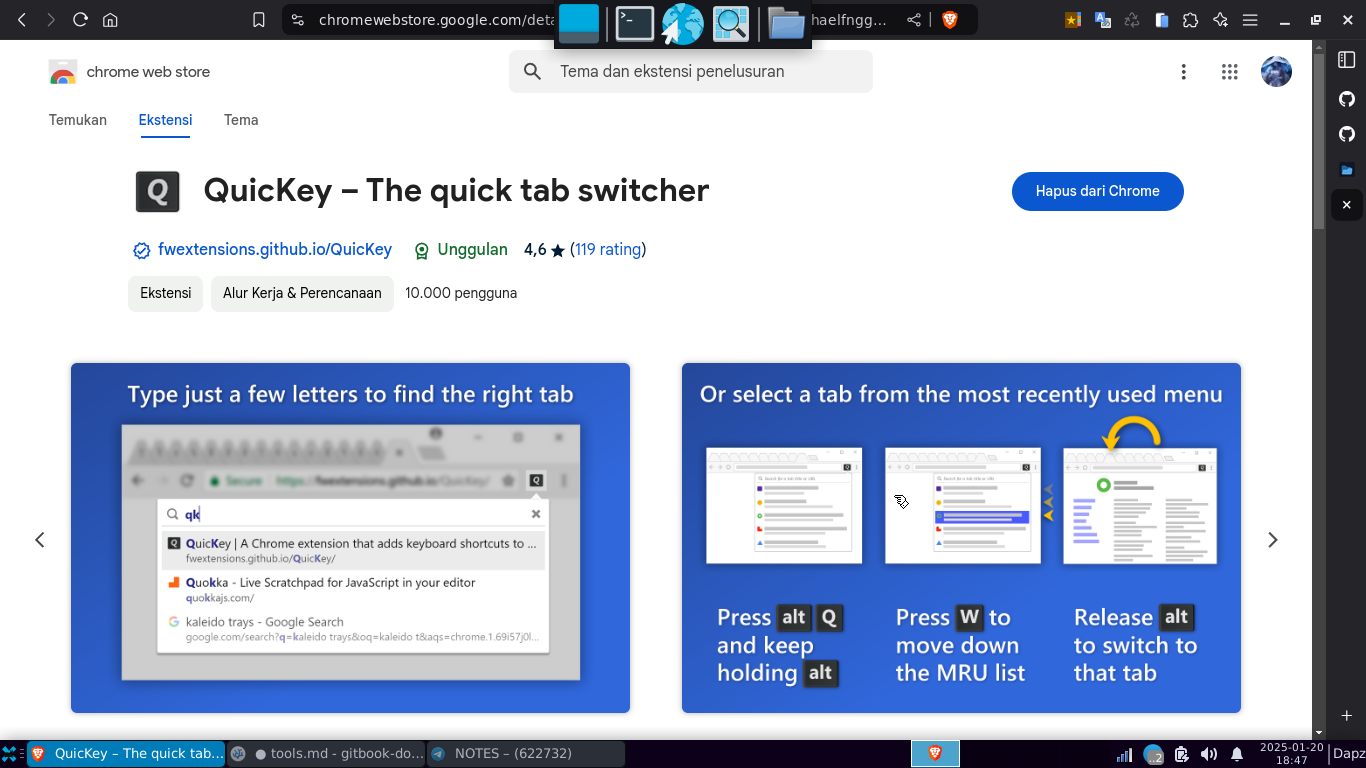 chromewebstore.google.com/deta
haelfngg...
chrome web store
Tema dan ekstensi penelusuran
Temukan
Ekstensi
Tema
Q
QuicKey – The quick tab switcher
Hapus dari Chrome
fwextensions.github.io/QuicKey
Unggulan
4,6 ★ (119 rating)
Ekstensi
Alur Kerja & Perencanaan
10.000 pengguna
Type just a few letters to find the right tab
Secure
https://fwextensions.github.io/QuicKey/
Q
qk
QuicKey | A Chrome extension that adds keyboard shortcuts to ...
fwextensions.github.io/QuicKey/
Quokka - Live Scratchpad for JavaScript in your editor
quokkajs.com/
kaleido trays - Google Search
google.com/search?q=kaleido trays&oq=kaleido t&aqs=chrome.1.69i57j0l...
Or select a tab from the most recently used menu
Press alt Q
and keep
holding alt
Press W to
move down
the MRU list
Release alt
to switch to
that tab
QuicKey – The quick tab...
● tools.md - gitbook-do...
NOTES – (622732)
..2
2025-01-20
18:47
Dapz